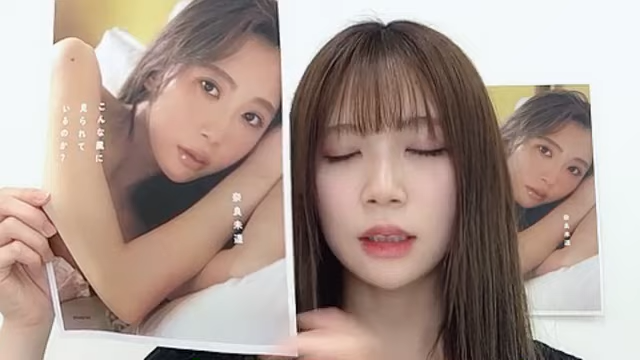 こんな風に
見られて
いるのか？
奈良未遥
奈良未遥